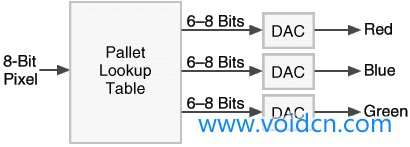 6–8 Bits
DAC
Red
8-Bit
Pixel
Pallet
Lookup
Table
6–8 Bits
DAC
Blue
6–8 Bits
DAC
Green
www.voidcn.com